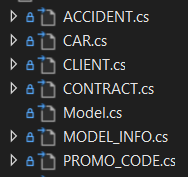 ACCIDENT.cs
CAR.cs
CLIENT.cs
CONTRACT.cs
Model.cs
MODEL_INFO.cs
PROMO_CODE.cs